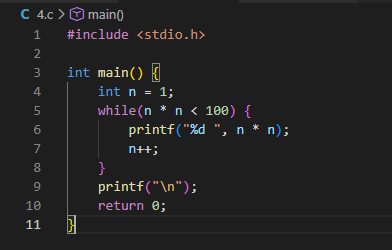 C 4.c > main()
1 #include <stdio.h>
2
3 int main() {
4     int n = 1;
5     while(n * n < 100) {
6         printf("%d ", n * n);
7         n++;
8     }
9     printf("\n");
10     return 0;
11 }